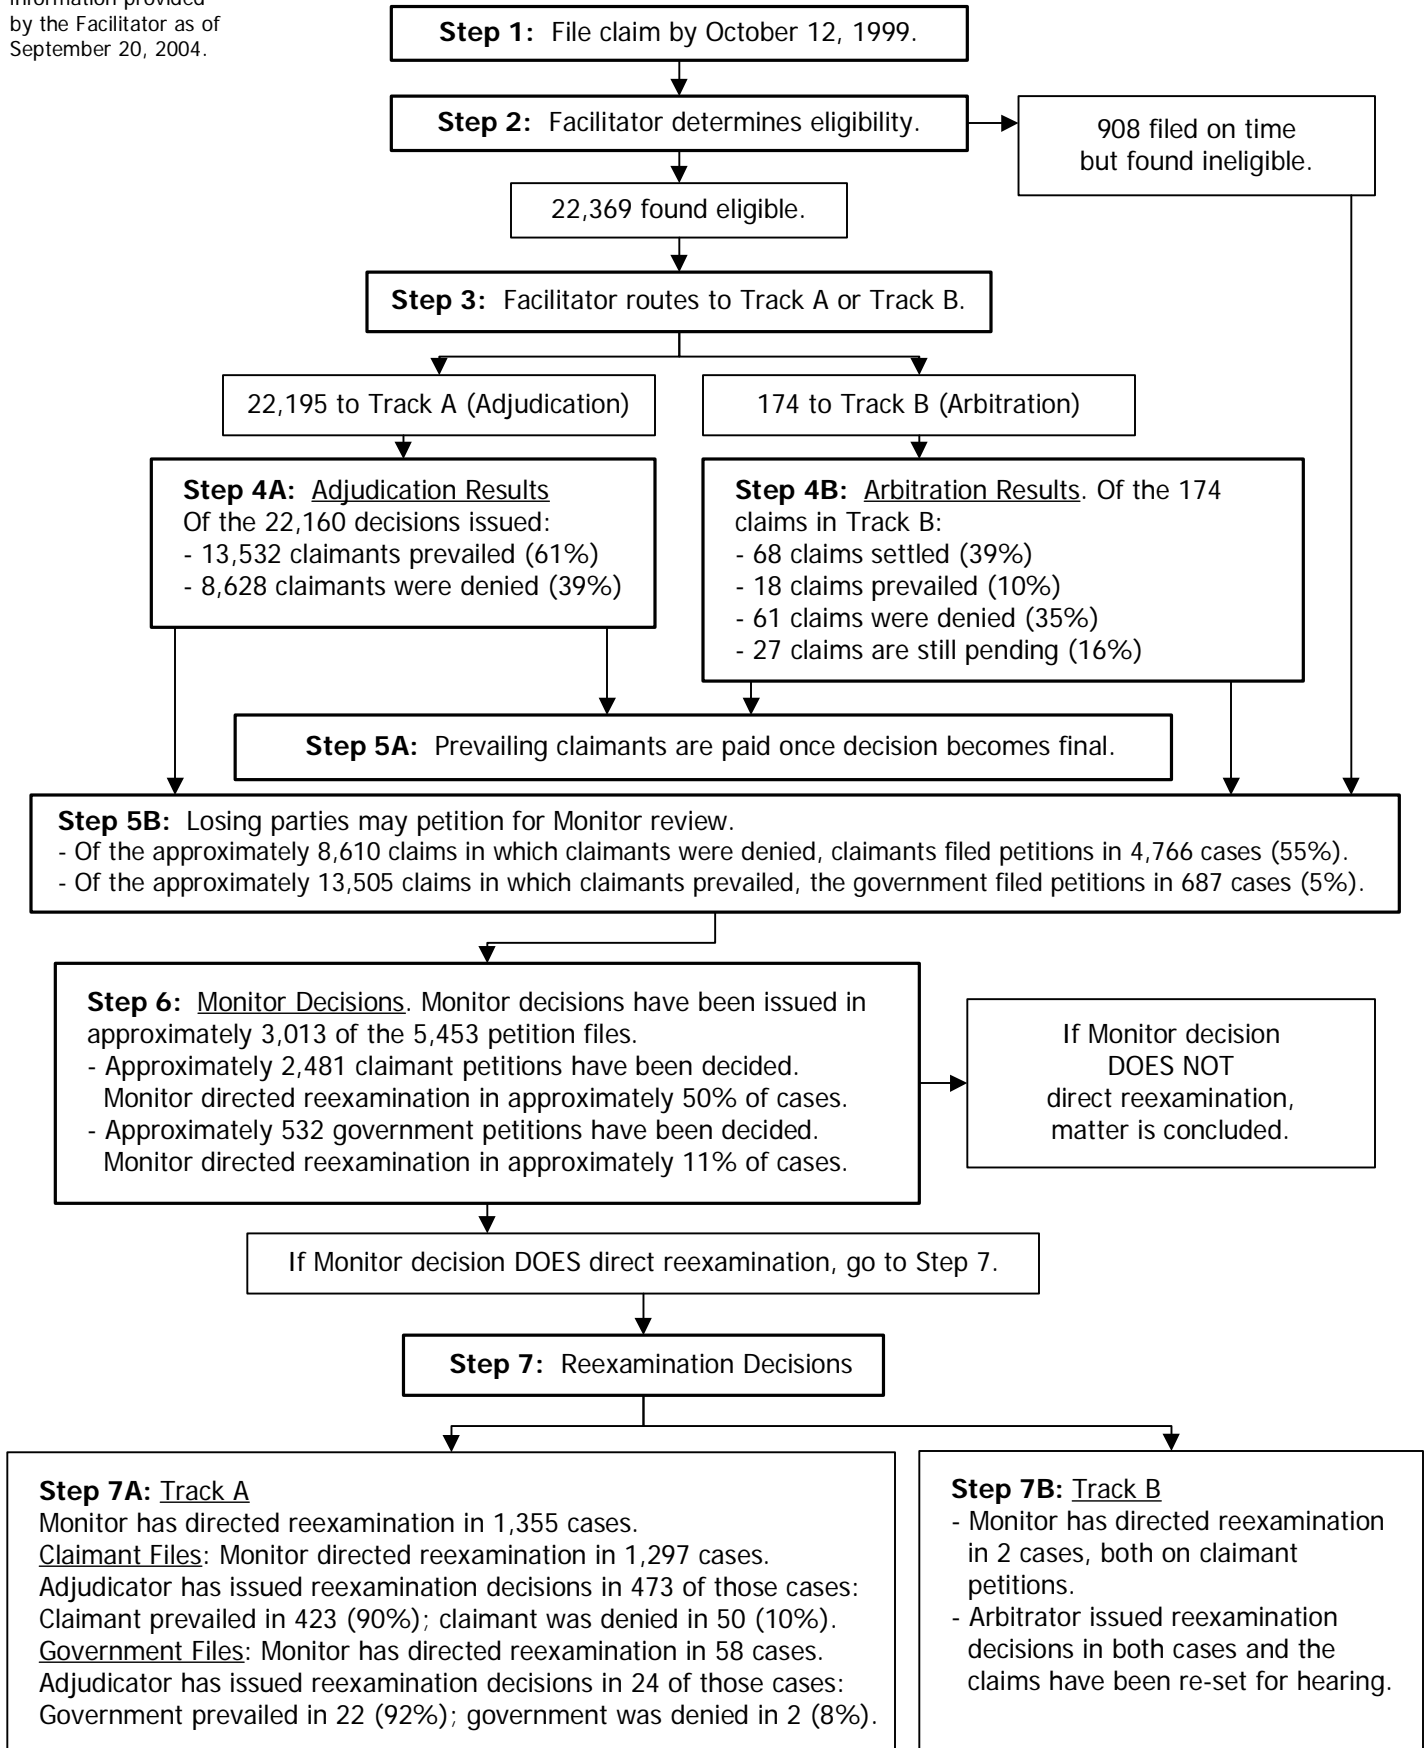 information provided
by the Facilitator as of
September 20, 2004.
Step 1: File claim by October 12, 1999.
Step 2: Facilitator determines eligibility.
908 filed on time
but found ineligible.
22,369 found eligible.
Step 3: Facilitator routes to Track A or Track B.
22,195 to Track A (Adjudication)
174 to Track B (Arbitration)
Step 4A: Adjudication Results
Of the 22,160 decisions issued:
- 13,532 claimants prevailed (61%)
- 8,628 claimants were denied (39%)
Step 4B: Arbitration Results. Of the 174
claims in Track B:
- 68 claims settled (39%)
- 18 claims prevailed (10%)
- 61 claims were denied (35%)
- 27 claims are still pending (16%)
Step 5A: Prevailing claimants are paid once decision becomes final.
Step 5B: Losing parties may petition for Monitor review.
- Of the approximately 8,610 claims in which claimants were denied, claimants filed petitions in 4,766 cases (55%).
- Of the approximately 13,505 claims in which claimants prevailed, the government filed petitions in 687 cases (5%).
Step 6: Monitor Decisions. Monitor decisions have been issued in
approximately 3,013 of the 5,453 petition files.
- Approximately 2,481 claimant petitions have been decided.
Monitor directed reexamination in approximately 50% of cases.
- Approximately 532 government petitions have been decided.
Monitor directed reexamination in approximately 11% of cases.
If Monitor decision
DOES NOT
direct reexamination,
matter is concluded.
If Monitor decision DOES direct reexamination, go to Step 7.
Step 7: Reexamination Decisions
Step 7A: Track A
Monitor has directed reexamination in 1,355 cases.
Claimant Files: Monitor directed reexamination in 1,297 cases.
Adjudicator has issued reexamination decisions in 473 of those cases:
Claimant prevailed in 423 (90%); claimant was denied in 50 (10%).
Government Files: Monitor has directed reexamination in 58 cases.
Adjudicator has issued reexamination decisions in 24 of those cases:
Government prevailed in 22 (92%); government was denied in 2 (8%).
Step 7B: Track B
- Monitor has directed reexamination
in 2 cases, both on claimant
petitions.
- Arbitrator issued reexamination
decisions in both cases and the
claims have been re-set for hearing.